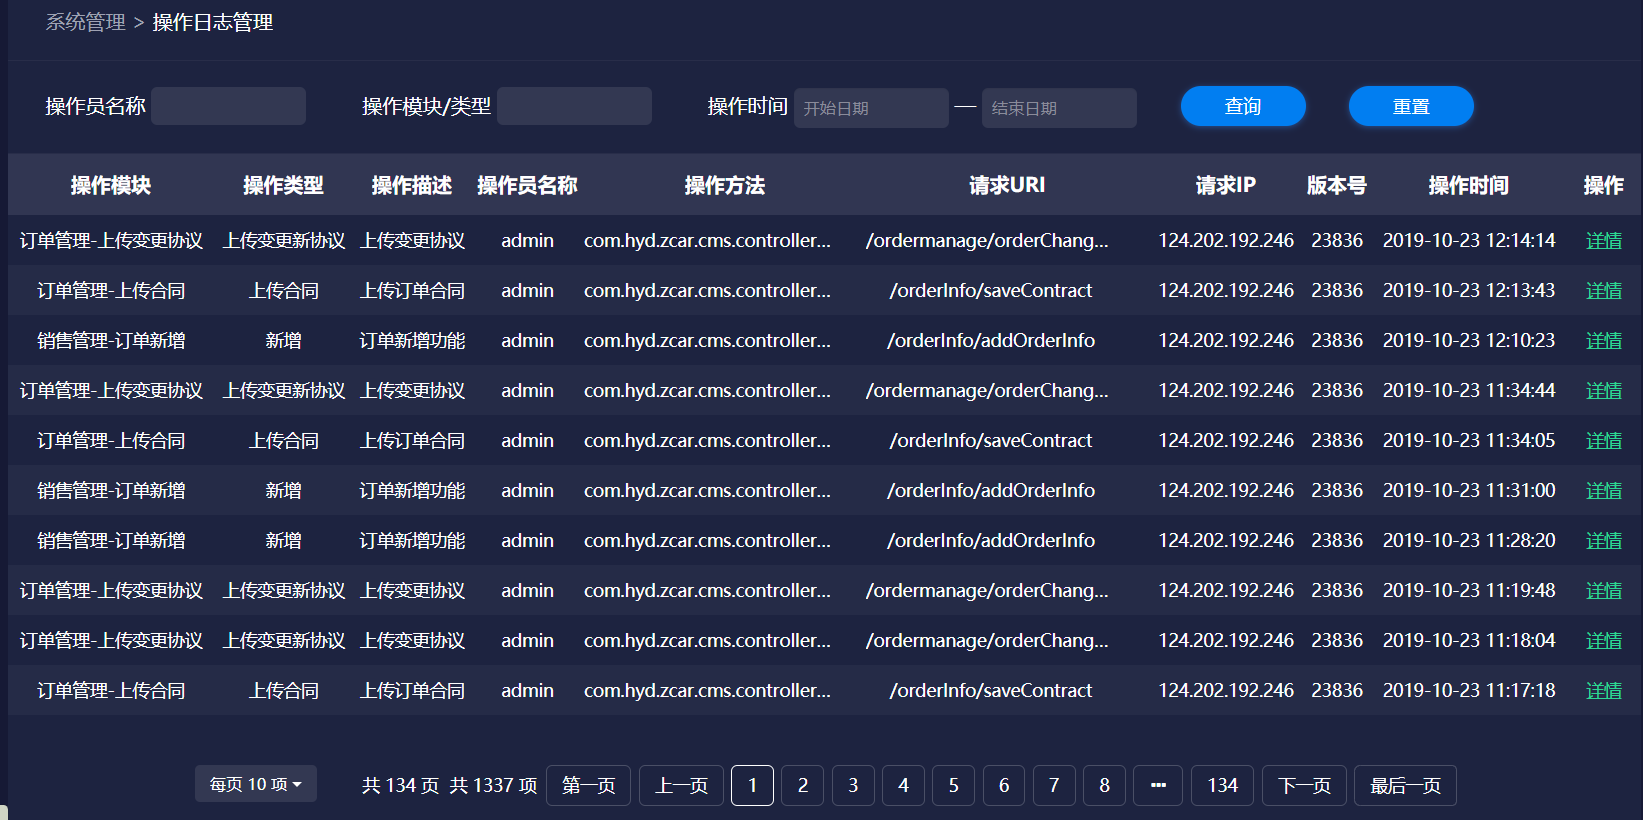 系统管理 > 操作日志管理
操作员名称 操作模块/类型 操作时间 开始日期 — 结束日期 查询 重置
操作模块 操作类型 操作描述 操作员名称 操作方法 请求URI 请求IP 版本号 操作时间 操作
订单管理-上传变更协议 上传变更新协议 上传变更协议 admin com.hyd.zcar.cms.controller... /ordermanage/orderChang... 124.202.192.246 23836 2019-10-23 12:14:14 详情
订单管理-上传合同 上传合同 上传订单合同 admin com.hyd.zcar.cms.controller... /orderInfo/saveContract 124.202.192.246 23836 2019-10-23 12:13:43 详情
销售管理-订单新增 新增 订单新增功能 admin com.hyd.zcar.cms.controller... /orderInfo/addOrderInfo 124.202.192.246 23836 2019-10-23 12:10:23 详情
订单管理-上传变更协议 上传变更新协议 上传变更协议 admin com.hyd.zcar.cms.controller... /ordermanage/orderChang... 124.202.192.246 23836 2019-10-23 11:34:44 详情
订单管理-上传合同 上传合同 上传订单合同 admin com.hyd.zcar.cms.controller... /orderInfo/saveContract 124.202.192.246 23836 2019-10-23 11:34:05 详情
销售管理-订单新增 新增 订单新增功能 admin com.hyd.zcar.cms.controller... /orderInfo/addOrderInfo 124.202.192.246 23836 2019-10-23 11:31:00 详情
销售管理-订单新增 新增 订单新增功能 admin com.hyd.zcar.cms.controller... /orderInfo/addOrderInfo 124.202.192.246 23836 2019-10-23 11:28:20 详情
订单管理-上传变更协议 上传变更新协议 上传变更协议 admin com.hyd.zcar.cms.controller... /ordermanage/orderChang... 124.202.192.246 23836 2019-10-23 11:19:48 详情
订单管理-上传变更协议 上传变更新协议 上传变更协议 admin com.hyd.zcar.cms.controller... /ordermanage/orderChang... 124.202.192.246 23836 2019-10-23 11:18:04 详情
订单管理-上传合同 上传合同 上传订单合同 admin com.hyd.zcar.cms.controller... /orderInfo/saveContract 124.202.192.246 23836 2019-10-23 11:17:18 详情
每页 10 项 共 134 页 共 1337 项 第一页 上一页 1 2 3 4 5 6 7 8 ... 134 下一页 最后一页